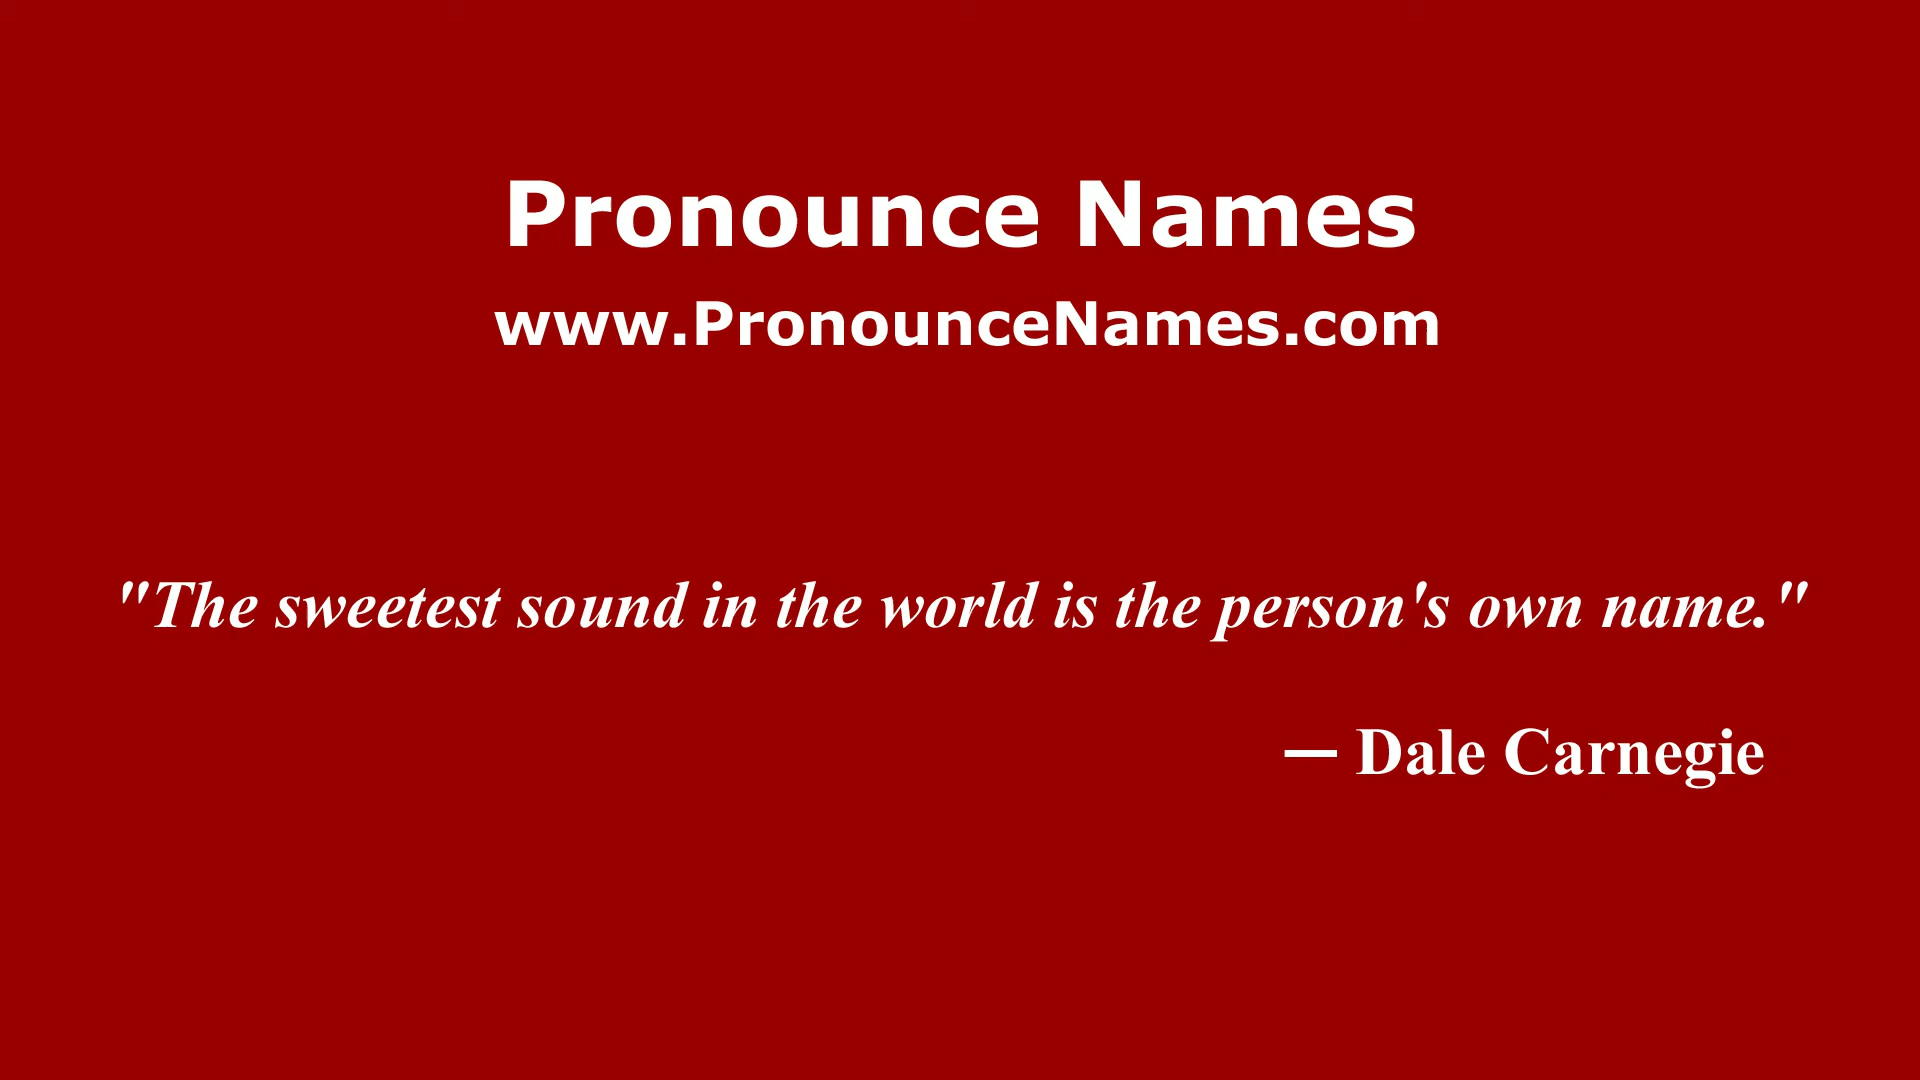 Pronounce Names
www.PronounceNames.com
"The sweetest sound in the world is the person's own name."
— Dale Carnegie